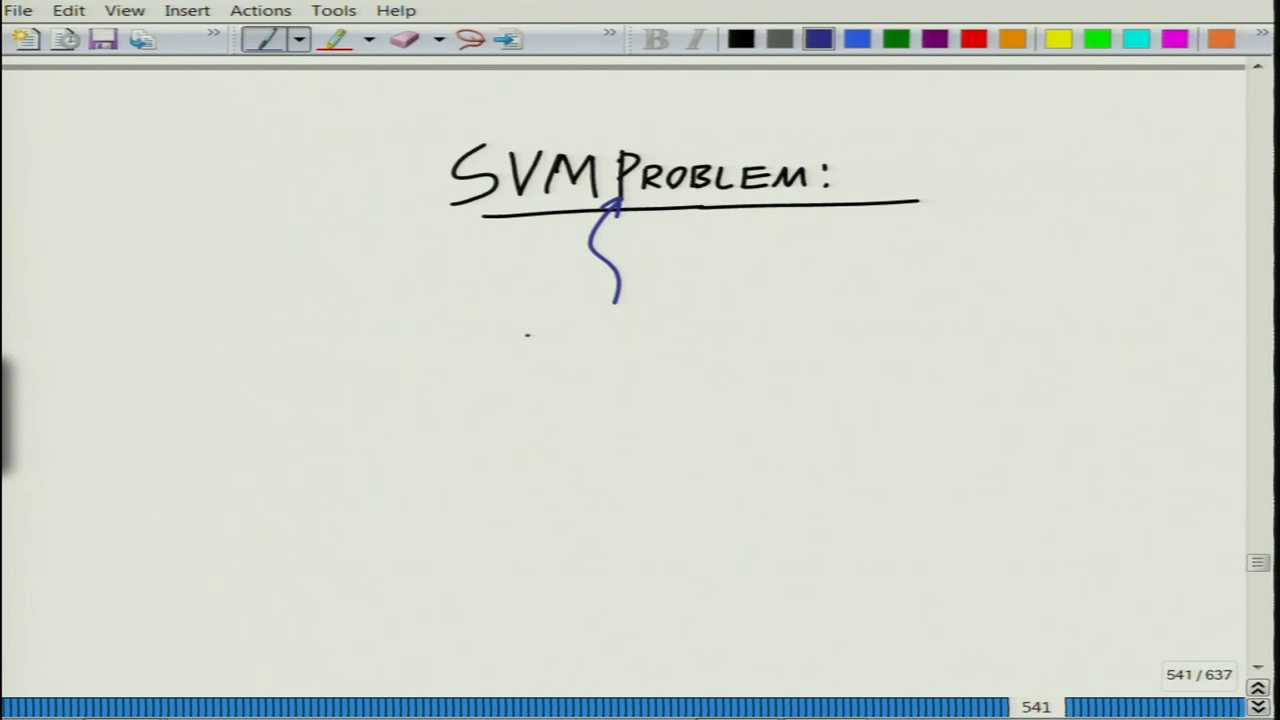 File Edit View Insert Actions Tools Help
B I
SVM PROBLEM:
541 / 637
541